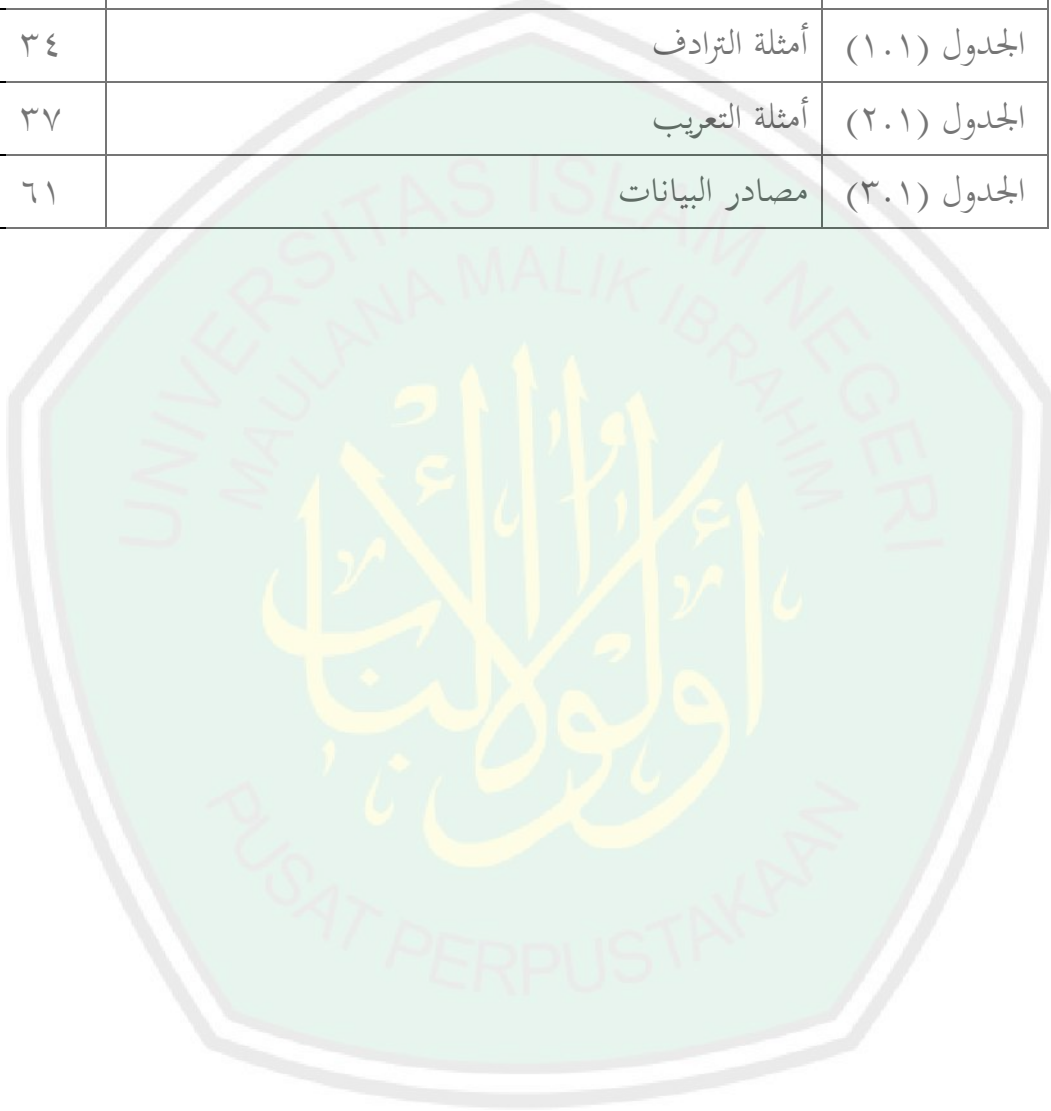 الجدول (١.١) أمثلة الترادف ٣٤
الجدول (٢.١) أمثلة التعريب ٣٧
الجدول (٣.١) مصادر البيانات ٦١
UNIVERSITAS ISLAM NEGERI
MAULANA MALIK IBRAHIM
أولوا الألباب
PUSAT PERPUSTAKAAN